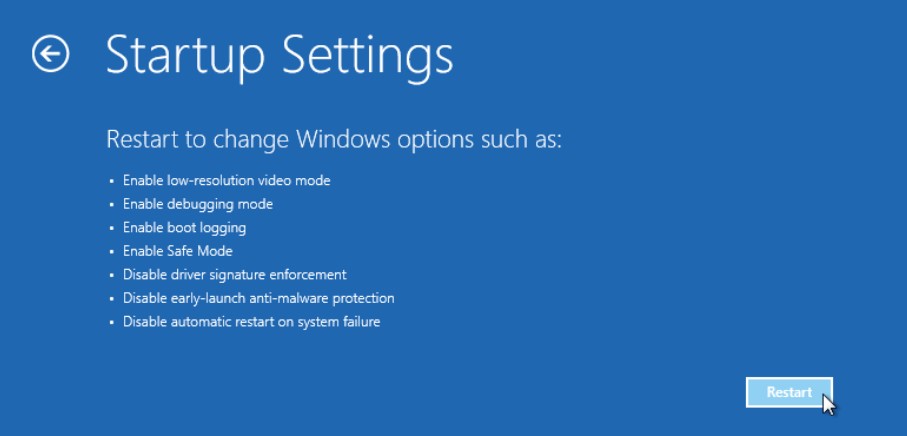 Startup Settings
Restart to change Windows options such as:
• Enable low-resolution video mode
• Enable debugging mode
• Enable boot logging
• Enable Safe Mode
• Disable driver signature enforcement
• Disable early-launch anti-malware protection
• Disable automatic restart on system failure
Restart